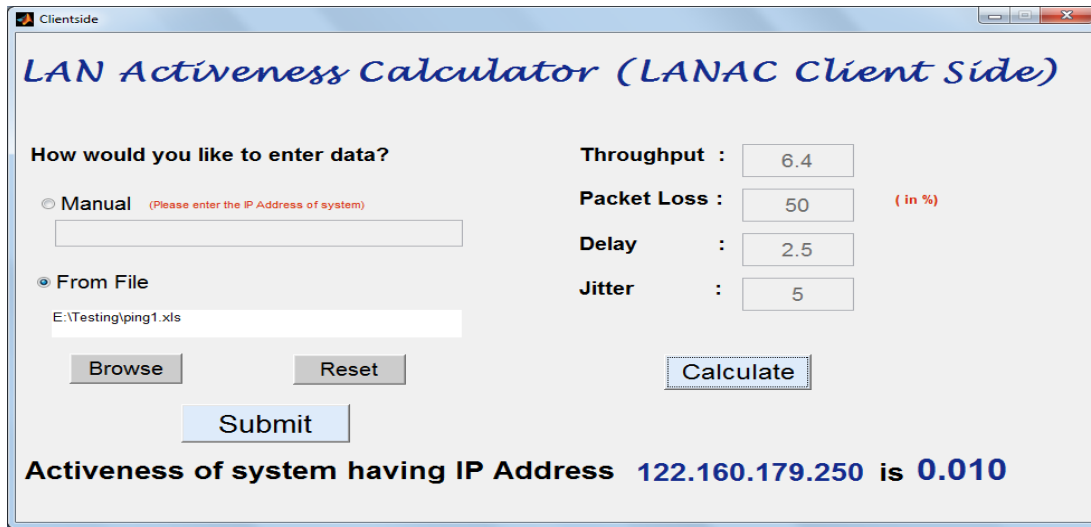 Clientside
LAN Activeness Calculator (LANAC Client Side)
How would you like to enter data?
Manual (Please enter the IP Address of system)
From File
E:\Testing\ping1.xls
Browse
Reset
Submit
Throughput : 6.4
Packet Loss : 50 ( in %)
Delay : 2.5
Jitter : 5
Calculate
Activeness of system having IP Address 122.160.179.250 is 0.010